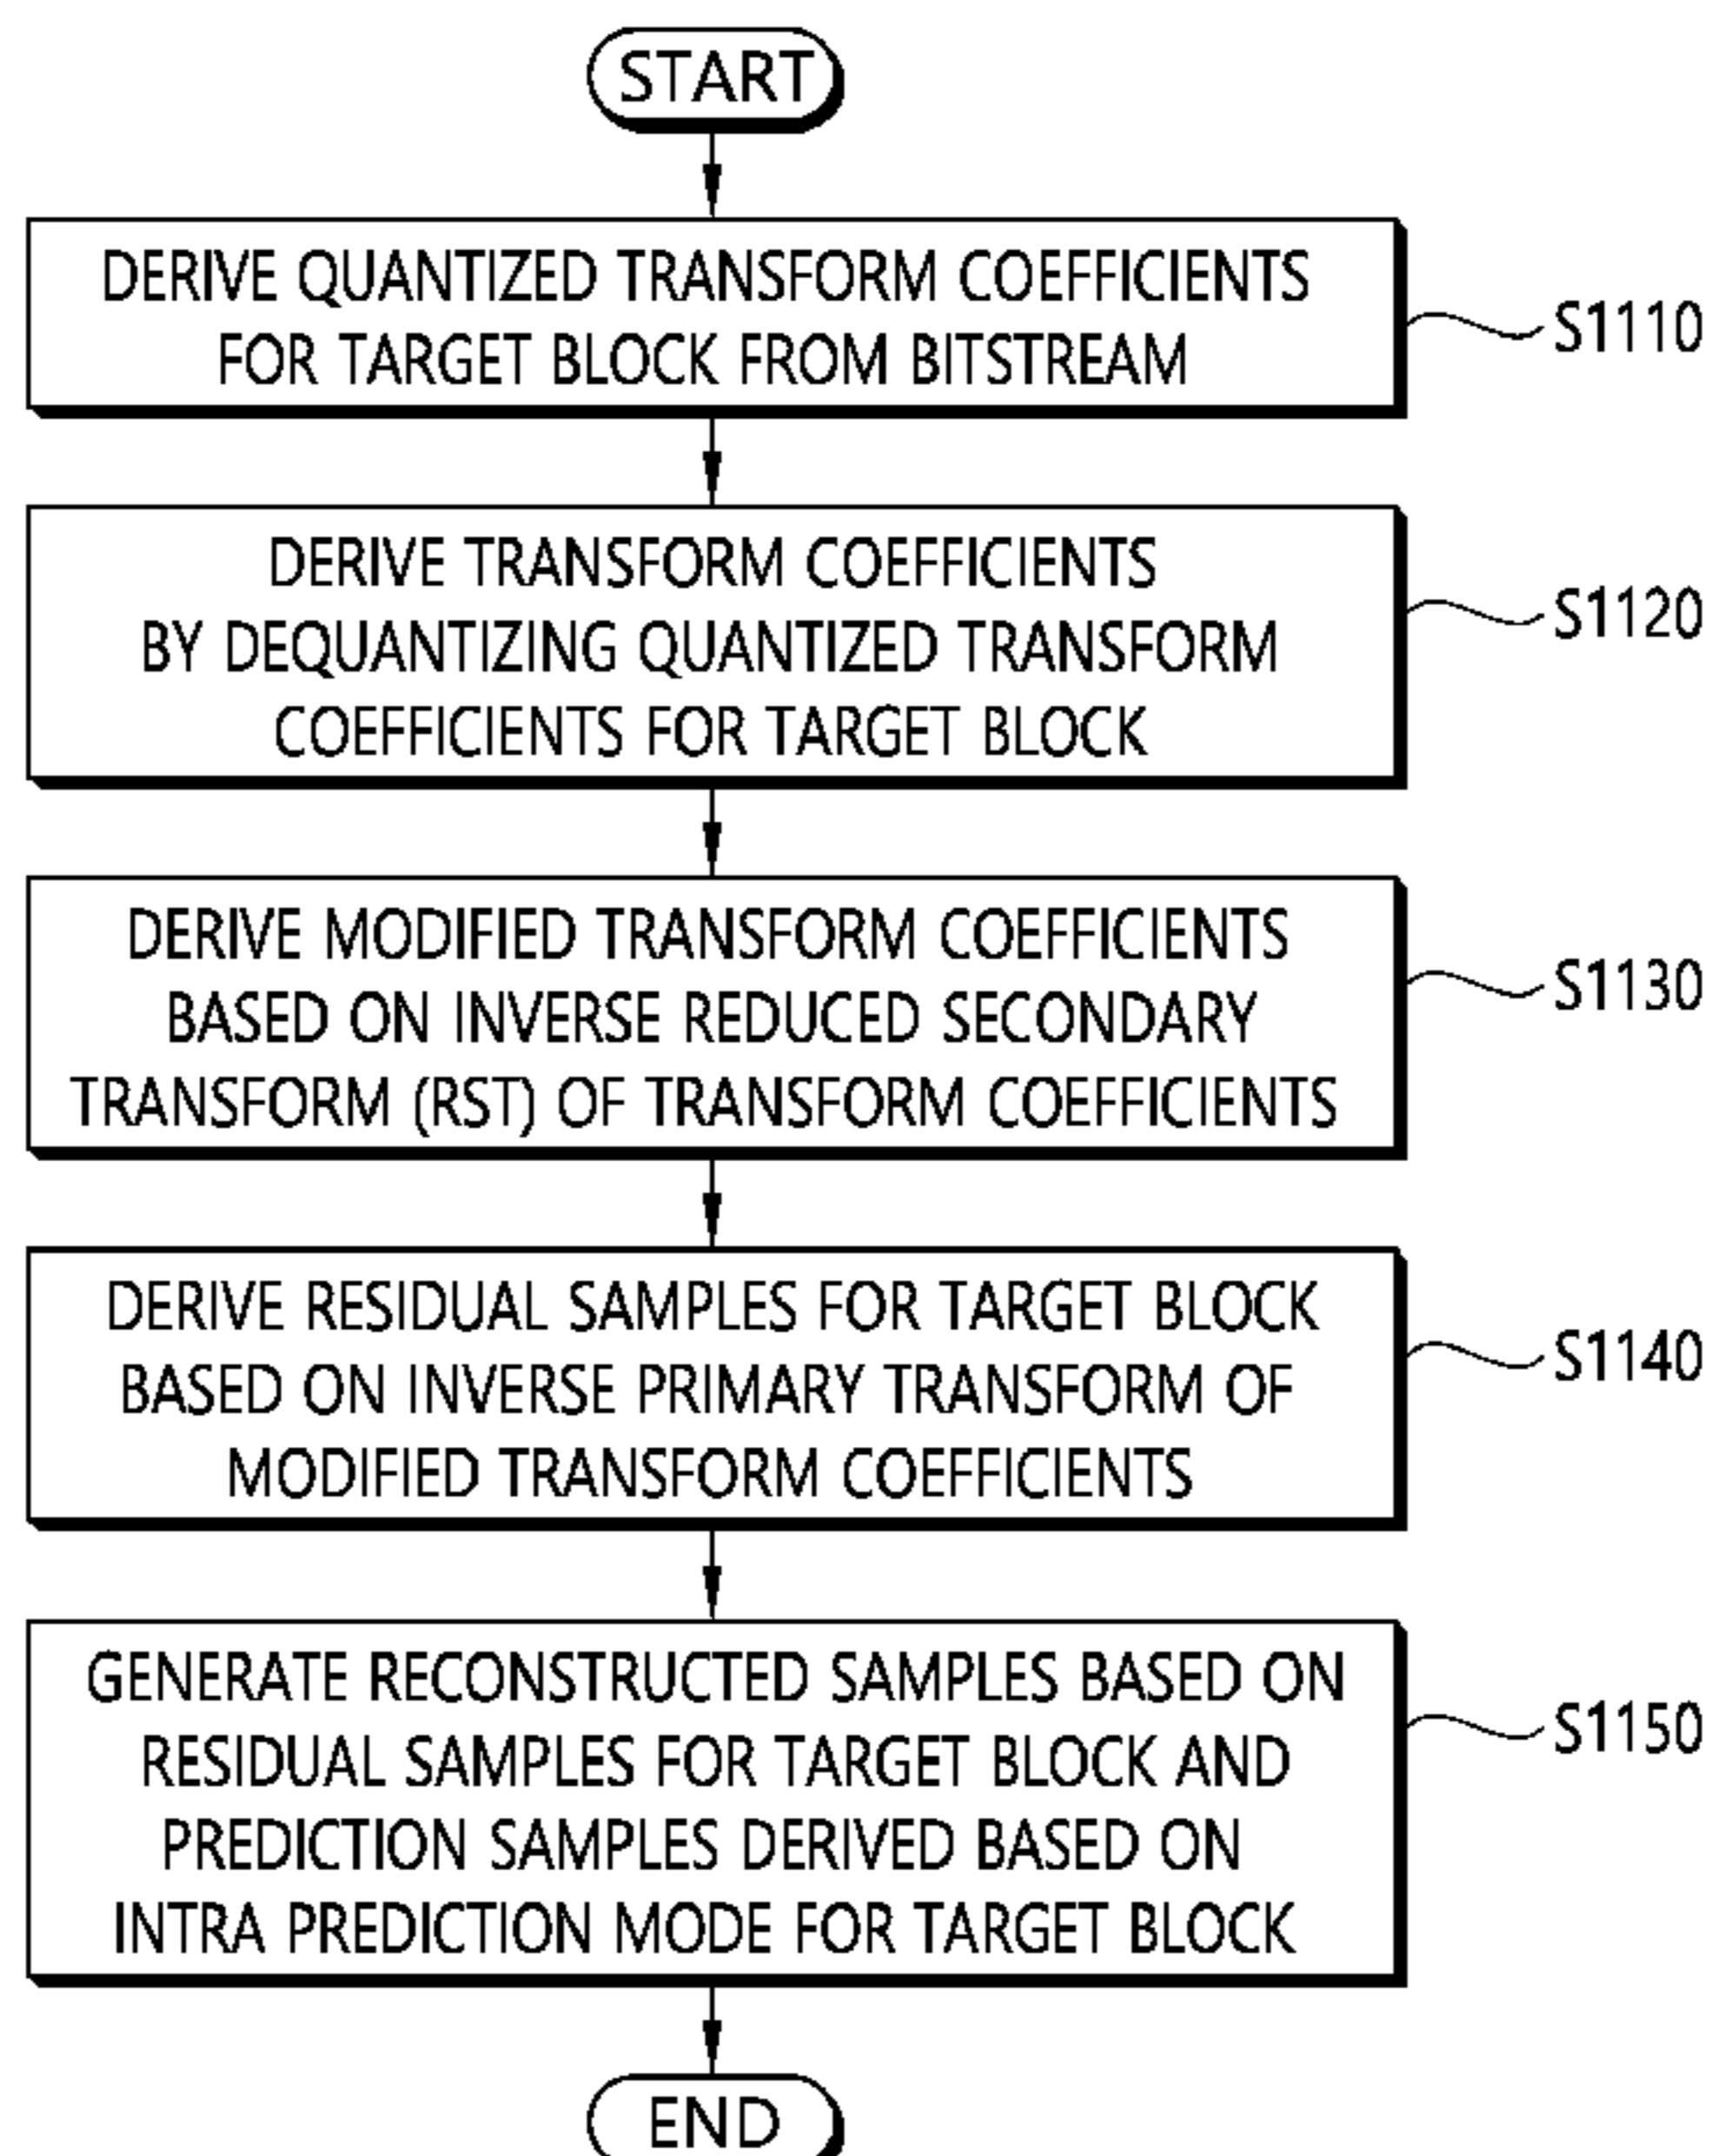 START
DERIVE QUANTIZED TRANSFORM COEFFICIENTS
FOR TARGET BLOCK FROM BITSTREAM
S1110
DERIVE TRANSFORM COEFFICIENTS
BY DEQUANTIZING QUANTIZED TRANSFORM
COEFFICIENTS FOR TARGET BLOCK
S1120
DERIVE MODIFIED TRANSFORM COEFFICIENTS
BASED ON INVERSE REDUCED SECONDARY
TRANSFORM (RST) OF TRANSFORM COEFFICIENTS
S1130
DERIVE RESIDUAL SAMPLES FOR TARGET BLOCK
BASED ON INVERSE PRIMARY TRANSFORM OF
MODIFIED TRANSFORM COEFFICIENTS
S1140
GENERATE RECONSTRUCTED SAMPLES BASED ON
RESIDUAL SAMPLES FOR TARGET BLOCK AND
PREDICTION SAMPLES DERIVED BASED ON
INTRA PREDICTION MODE FOR TARGET BLOCK
S1150
END